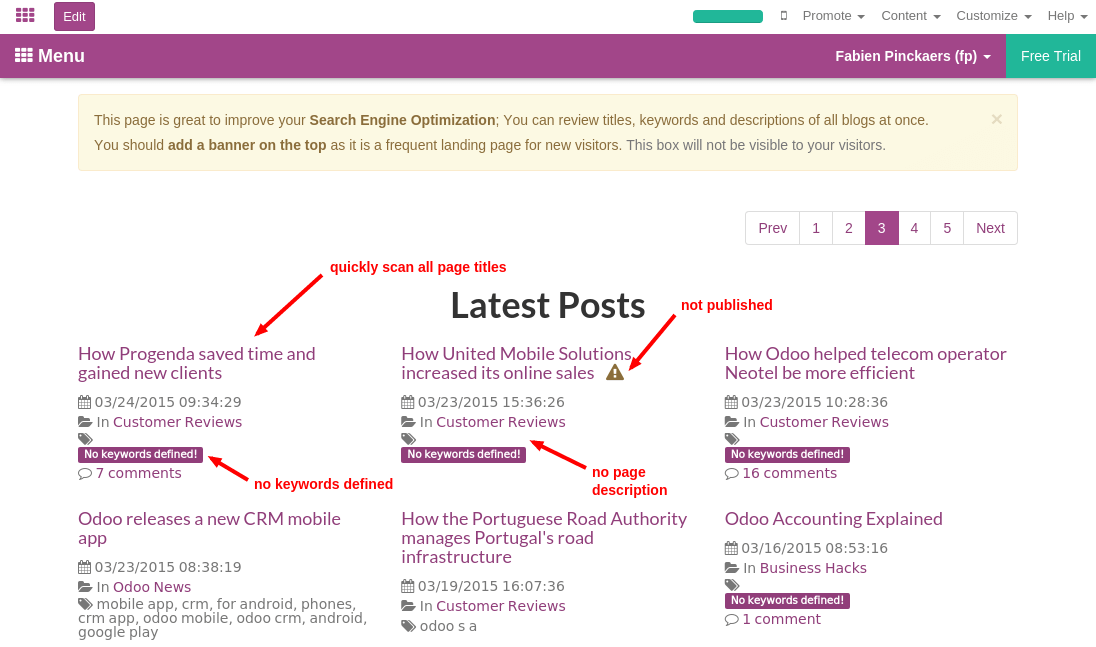 Edit
Promote Content Customize Help
Menu
Fabien Pinckaers (fp)
Free Trial
This page is great to improve your Search Engine Optimization; You can review titles, keywords and descriptions of all blogs at once.
×
You should add a banner on the top as it is a frequent landing page for new visitors. This box will not be visible to your visitors.
Prev 1 2 3 4 5 Next
quickly scan all page titles
Latest Posts
not published
How Progenda saved time and
gained new clients
03/24/2015 09:34:29
In Customer Reviews
No keywords defined!
7 comments
no keywords defined
How United Mobile Solutions
increased its online sales
03/23/2015 15:36:26
In Customer Reviews
No keywords defined!
no page
description
How Odoo helped telecom operator
Neotel be more efficient
03/23/2015 10:28:36
In Customer Reviews
No keywords defined!
16 comments
Odoo releases a new CRM mobile
app
03/23/2015 08:38:19
In Odoo News
mobile app, crm, for android, phones,
crm app, odoo mobile, odoo crm, android,
google play
How the Portuguese Road Authority
manages Portugal's road
infrastructure
03/19/2015 16:07:36
In Customer Reviews
odoo s a
Odoo Accounting Explained
03/16/2015 08:53:16
In Business Hacks
No keywords defined!
1 comment